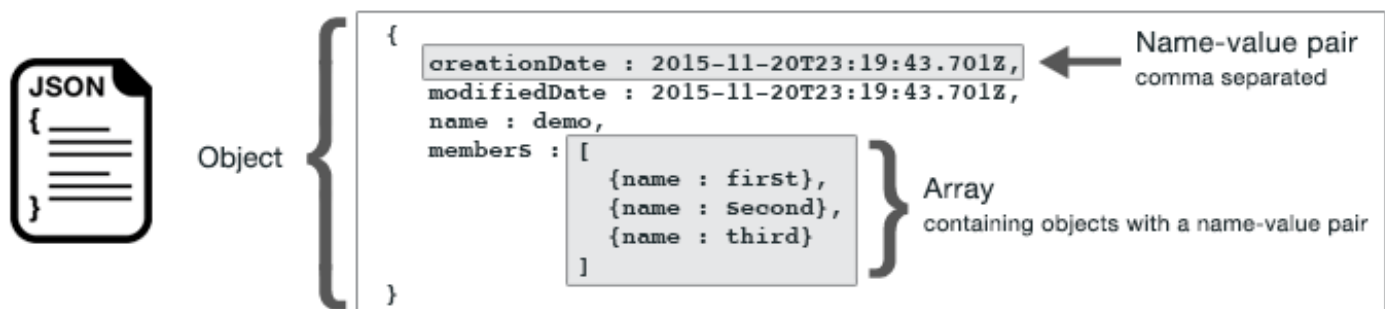 JSON
{
}
Object
{
creationDate : 2015-11-20T23:19:43.701Z,
modifiedDate : 2015-11-20T23:19:43.701Z,
name : demo,
members : [
{name : first},
{name : second},
{name : third}
]
}
Name-value pair
comma separated
Array
containing objects with a name-value pair